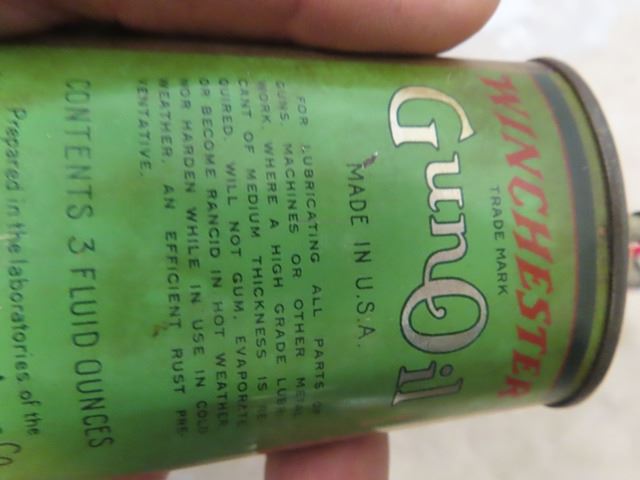 WINCHESTER
TRADE MARK
Gun Oil
MADE IN U.S.A.
FOR LUBRICATING ALL PARTS OF
GUNS, MACHINES OR OTHER METAL
WORK, WHERE A HIGH GRADE LUBRI-
CANT OF MEDIUM THICKNESS IS RE-
QUIRED. WILL NOT GUM, EVAPORATE
OR BECOME RANCID IN HOT WEATHER
NOR HARDEN WHILE IN USE IN COLD
WEATHER. AN EFFICIENT RUST PRE-
VENTATIVE.
CONTENTS 3 FLUID OUNCES
Prepared in the laboratories of the
Co